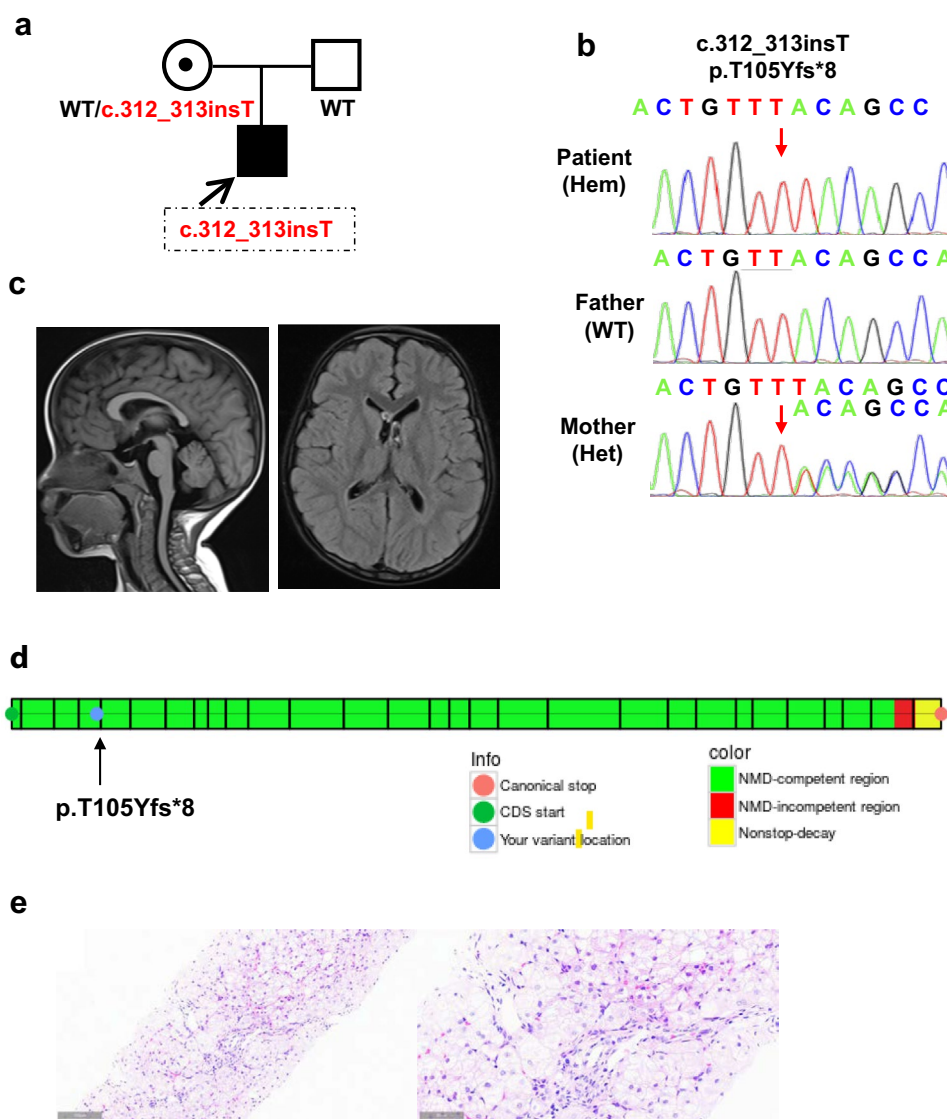 a
WT/c.312_313insT
WT
c.312_313insT
b
c.312_313insT
p.T105Yfs*8
A C T G T T T A C A G C C
Patient
(Hem)
A C T G T T A C A G C C A
Father
(WT)
A C T G T T T A C A G C C
A C A G C C A
Mother
(Het)
c
d
p.T105Yfs*8
Info
Canonical stop
CDS start
Your variant location
color
NMD-competent region
NMD-incompetent region
Nonstop-decay
e